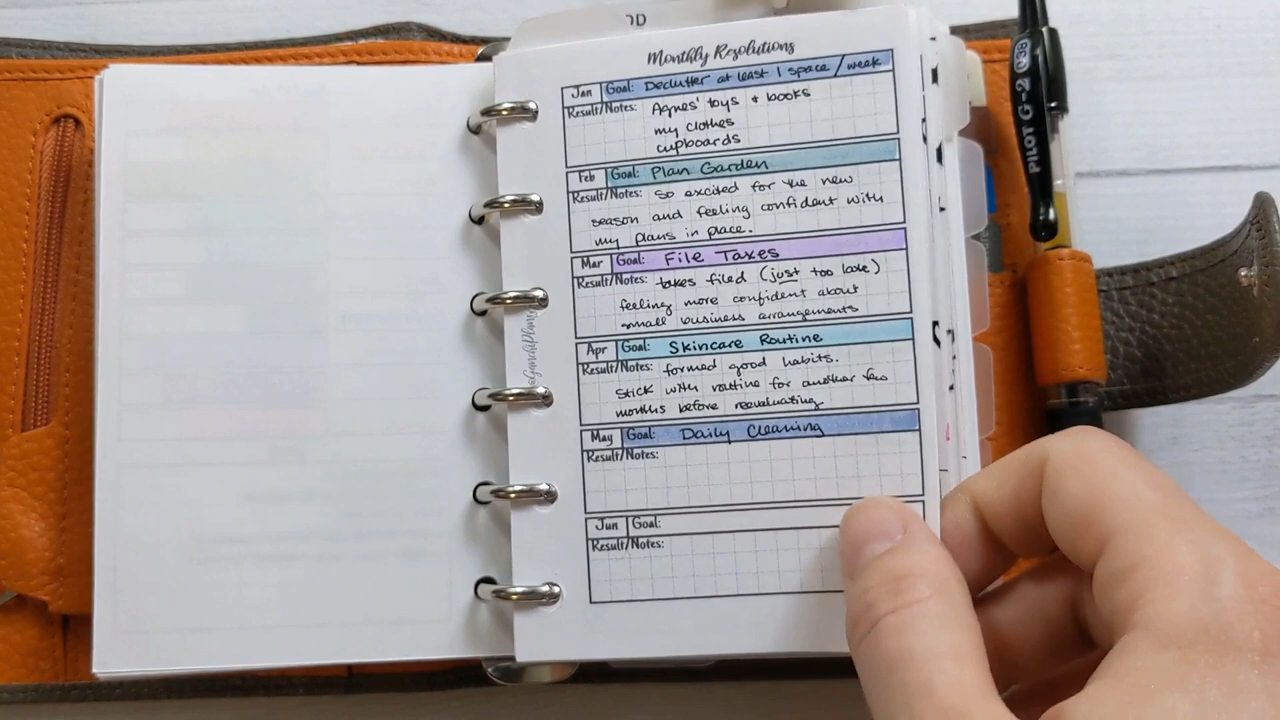 Monthly Resolutions
Jan Goal: Declutter at least 1 space / week
Result/Notes: Agnes' toys + books
my clothes
cupboards
Feb Goal: Plan Garden
Result/Notes: So excited for the new
season and feeling confident with
my plans in place.
Mar Goal: File Taxes
Result/Notes: taxes filed (just too late)
feeling more confident about
small business arrangements
Apr Goal: Skincare Routine
Result/Notes: formed good habits.
Stick with routine for another few
months before reevaluating
May Goal: Daily Cleaning
Result/Notes:
Jun Goal:
Result/Notes:
PILOT G-2